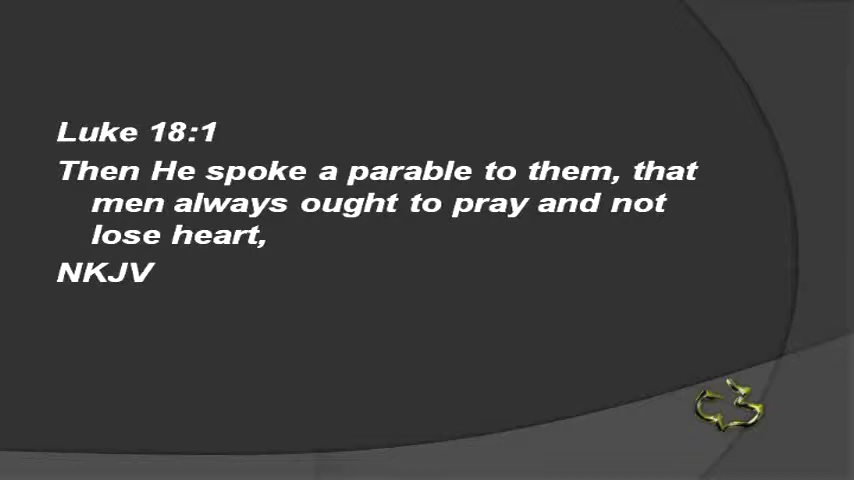 Luke 18:1
Then He spoke a parable to them, that
men always ought to pray and not
lose heart,
NKJV